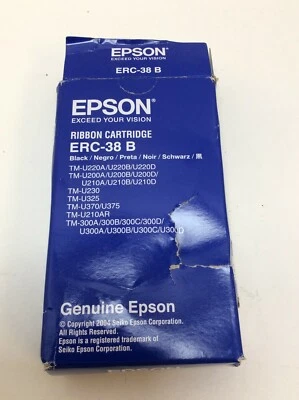 EPSON
EXCEED YOUR VISION
ERC-38 B
EPSON®
EXCEED YOUR VISION
RIBBON CARTRIDGE
ERC-38 B
Black / Negro / Preta / Noir / Schwarz / 黒
TM-U220A/U220B/U220D
TM-U200A/U200B/U200D/
U210A/U210B/U210D
TM-U230
TM-U325
TM-U370/U375
TM-U210AR
TM-300A/300B/300C/300D/
U300A/U300B/U300C/U300D
Genuine Epson
© Copyright 2004 Seiko Epson Corporation.
All Rights Reserved.
Epson is a registered trademark of
Seiko Epson Corporation.